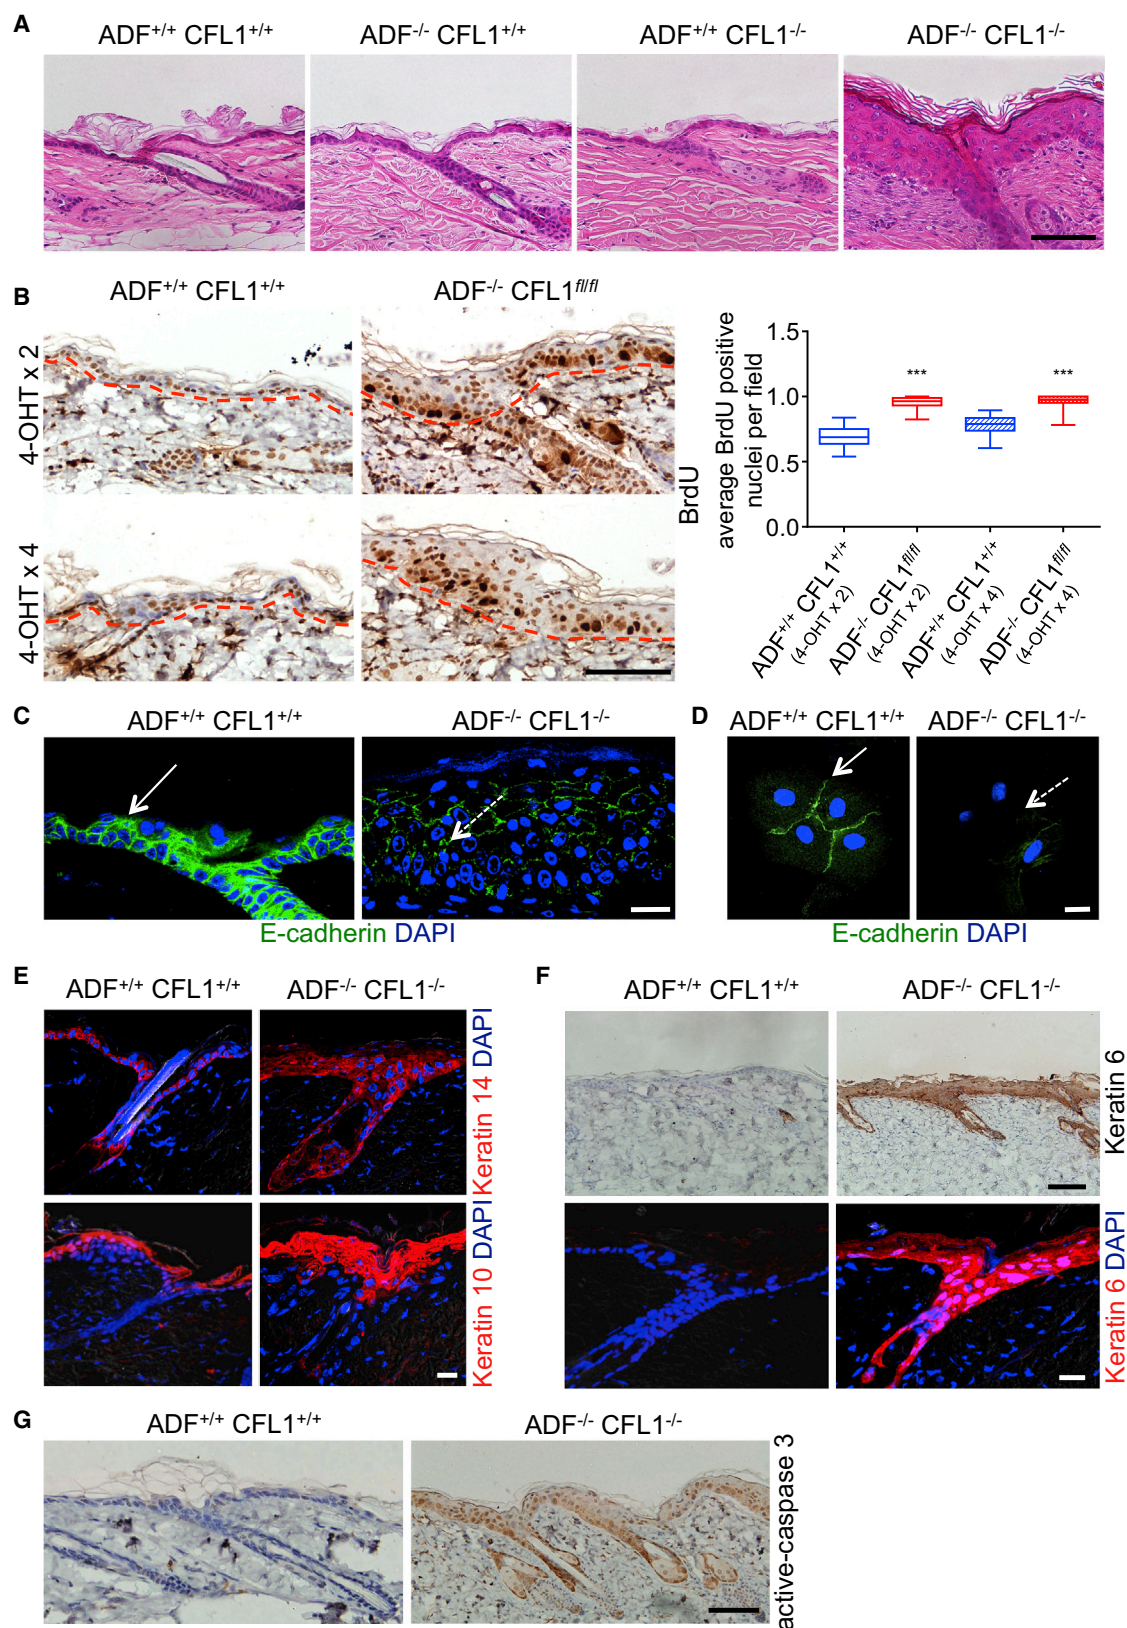 A
ADF+/+ CFL1+/+
ADF-/- CFL1+/+
ADF+/+ CFL1-/-
ADF-/- CFL1-/-
B
ADF+/+ CFL1+/+
ADF-/- CFL1fl/fl
4-OHT x 2
4-OHT x 4
BrdU
average BrdU positive
nuclei per field
1.5
1.0
0.5
0.0
***
***
ADF+/+ CFL1+/+
(4-OHT x 2)
ADF-/- CFL1fl/fl
(4-OHT x 2)
ADF+/+ CFL1+/+
(4-OHT x 4)
ADF-/- CFL1fl/fl
(4-OHT x 4)
C
ADF+/+ CFL1+/+
ADF-/- CFL1-/-
E-cadherin DAPI
D
ADF+/+ CFL1+/+
ADF-/- CFL1-/-
E-cadherin DAPI
E
ADF+/+ CFL1+/+
ADF-/- CFL1-/-
Keratin 14 DAPI
Keratin 10 DAPI
F
ADF+/+ CFL1+/+
ADF-/- CFL1-/-
Keratin 6
Keratin 6 DAPI
G
ADF+/+ CFL1+/+
ADF-/- CFL1-/-
active-caspase 3